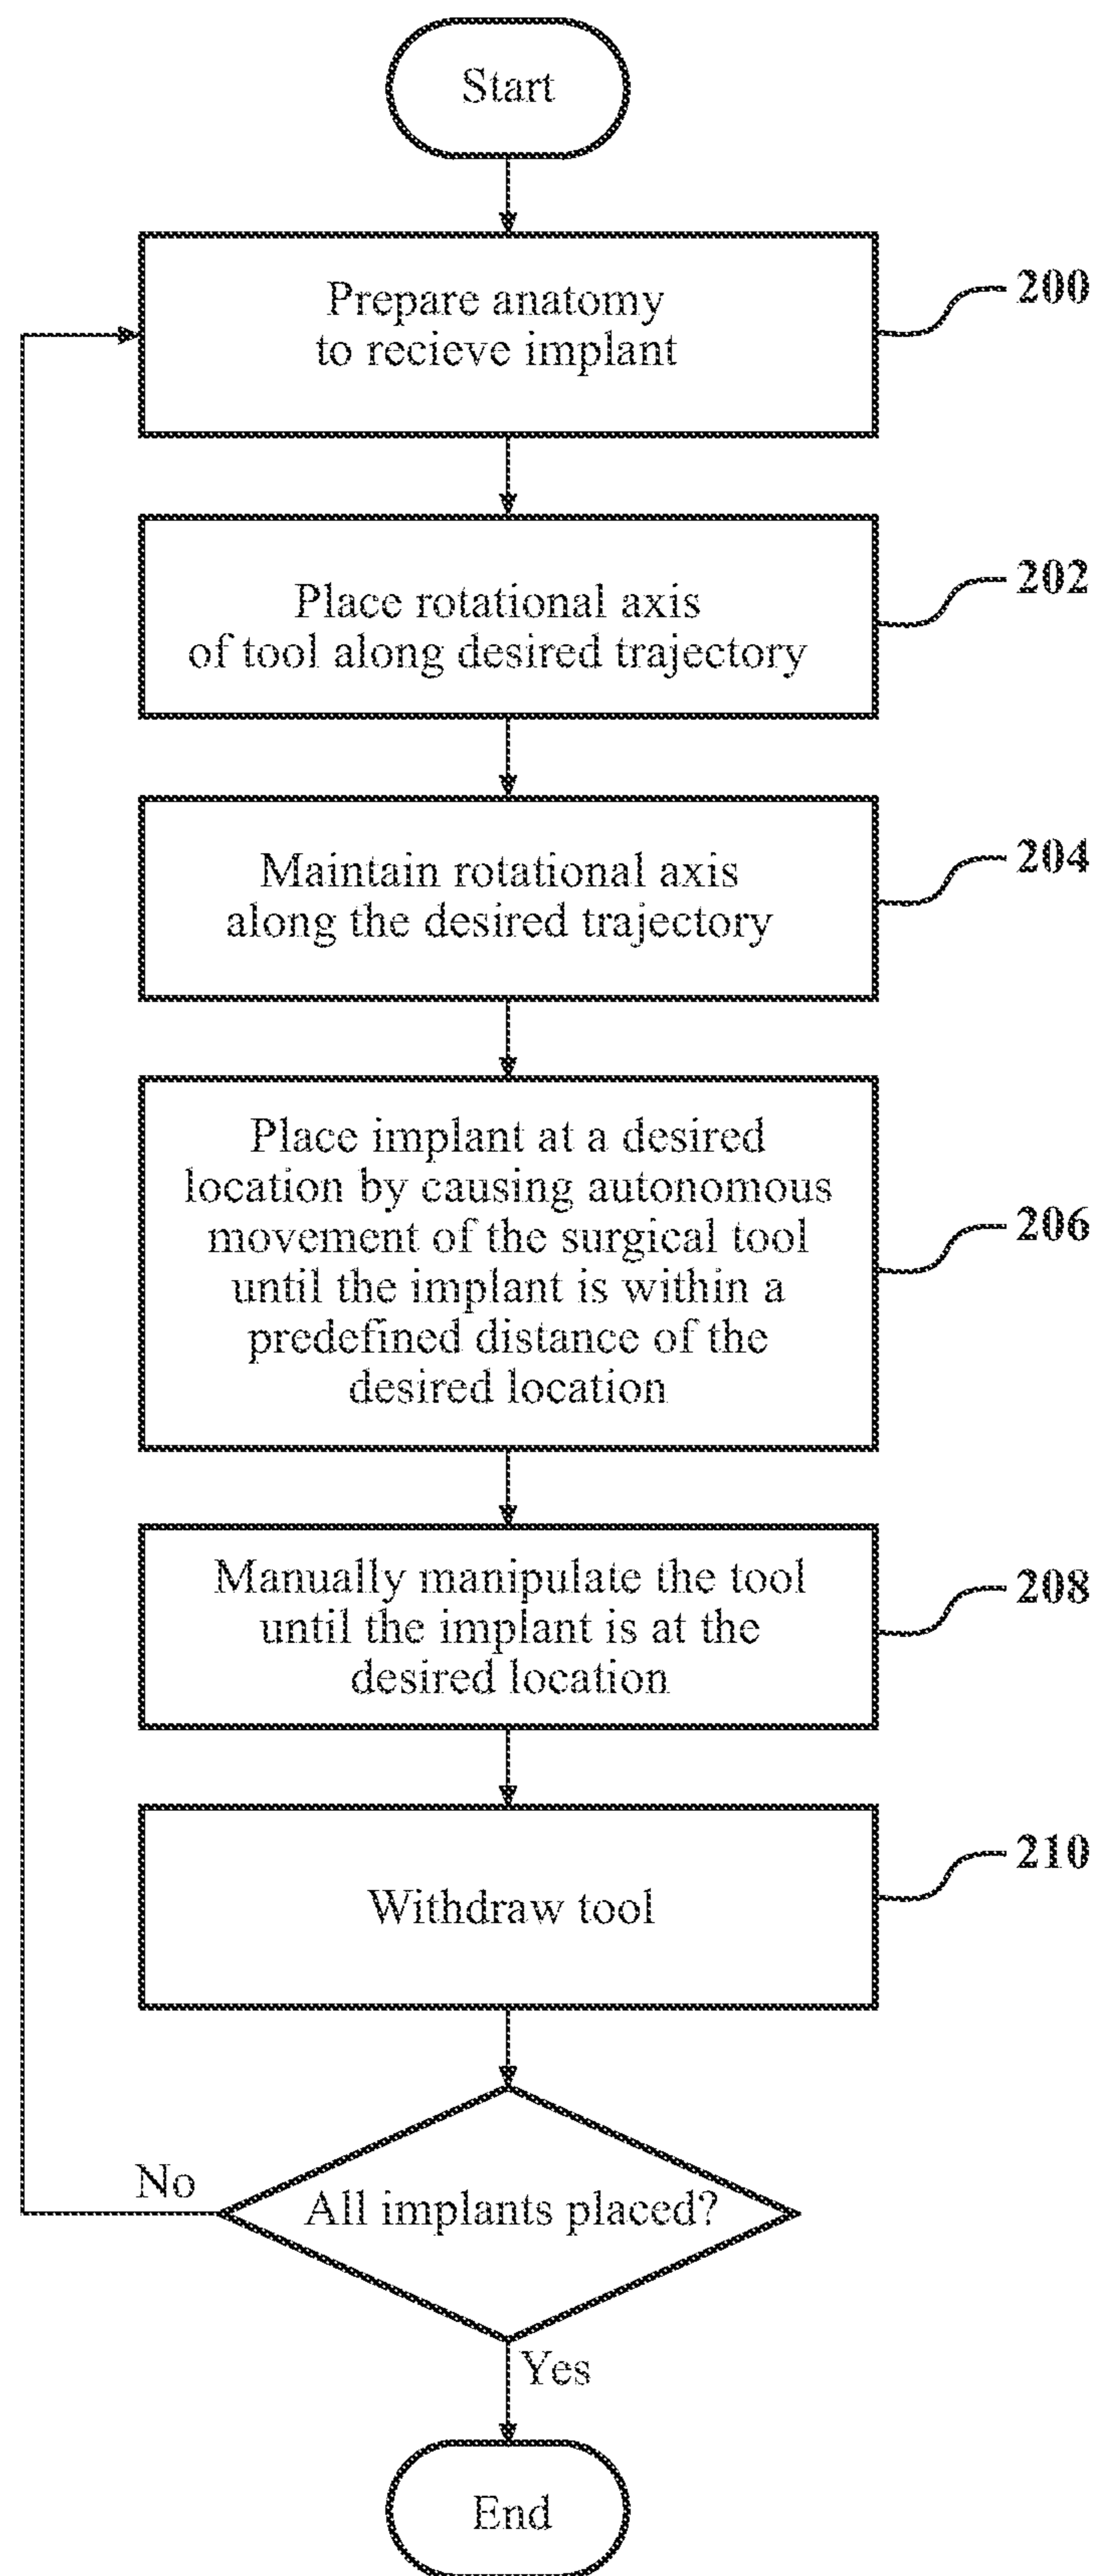 Start
Prepare anatomy
to recieve implant
200
Place rotational axis
of tool along desired trajectory
202
Maintain rotational axis
along the desired trajectory
204
Place implant at a desired
location by causing autonomous
movement of the surgical tool
until the implant is within a
predefined distance of the
desired location
206
Manually manipulate the tool
until the implant is at the
desired location
208
Withdraw tool
210
No
All implants placed?
Yes
End